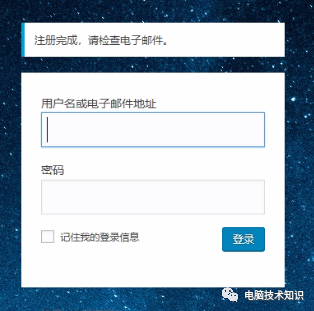 注册完成，请检查电子邮件。
用户名或电子邮件地址
密码
记住我的登录信息
登录
电脑技术知识